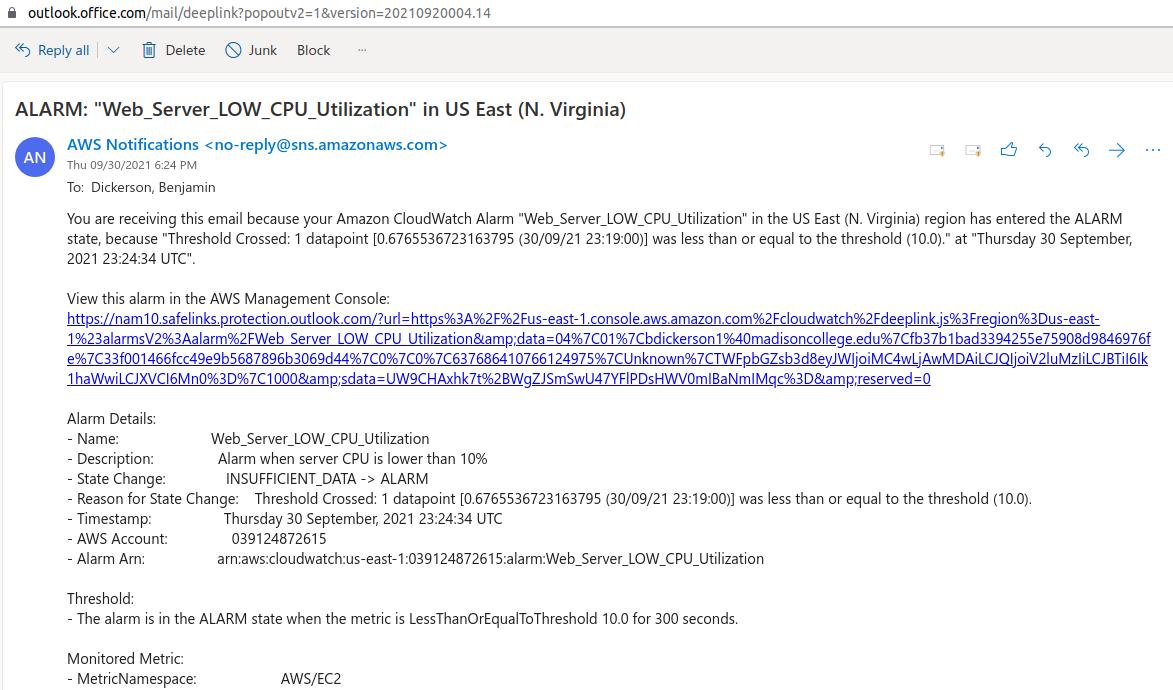 outlook.office.com/mail/deeplink?popoutv2=1&version=20210920004.14
Reply all Delete Junk Block ...
ALARM: "Web_Server_LOW_CPU_Utilization" in US East (N. Virginia)
AN
AWS Notifications <no-reply@sns.amazonaws.com>
Thu 09/30/2021 6:24 PM
To: Dickerson, Benjamin
You are receiving this email because your Amazon CloudWatch Alarm "Web_Server_LOW_CPU_Utilization" in the US East (N. Virginia) region has entered the ALARM
state, because "Threshold Crossed: 1 datapoint [0.6765536723163795 (30/09/21 23:19:00)] was less than or equal to the threshold (10.0)." at "Thursday 30 September,
2021 23:24:34 UTC".
View this alarm in the AWS Management Console:
https://nam10.safelinks.protection.outlook.com/?url=https%3A%2F%2Fus-east-1.console.aws.amazon.com%2Fcloudwatch%2Fdeeplink.js%3Fregion%3Dus-east-
1%23alarmsV2%3Aalarm%2FWeb_Server_LOW_CPU_Utilization&amp;data=04%7C01%7Cbdickerson1%40madisoncollege.edu%7Cfb37b1bad3394255e75908d9846976f
e%7C33f001466fcc49e9b5687896b3069d44%7C0%7C0%7C637686410766124975%7CUnknown%7CTWFpbGZsb3d8eyJWIjoiMC4wLjAwMDAiLCJQIjoiV2luMzIiLCJBTiI6Ik
1haWwiLCJXVCI6Mn0%3D%7C1000&amp;sdata=UW9CHAxhk7t%2BWgZJSmSwU47YFlPDsHWV0mIBaNmIMqc%3D&amp;reserved=0
Alarm Details:
- Name: Web_Server_LOW_CPU_Utilization
- Description: Alarm when server CPU is lower than 10%
- State Change: INSUFFICIENT_DATA -> ALARM
- Reason for State Change: Threshold Crossed: 1 datapoint [0.6765536723163795 (30/09/21 23:19:00)] was less than or equal to the threshold (10.0).
- Timestamp: Thursday 30 September, 2021 23:24:34 UTC
- AWS Account: 039124872615
- Alarm Arn: arn:aws:cloudwatch:us-east-1:039124872615:alarm:Web_Server_LOW_CPU_Utilization
Threshold:
- The alarm is in the ALARM state when the metric is LessThanOrEqualToThreshold 10.0 for 300 seconds.
Monitored Metric:
- MetricNamespace: AWS/EC2